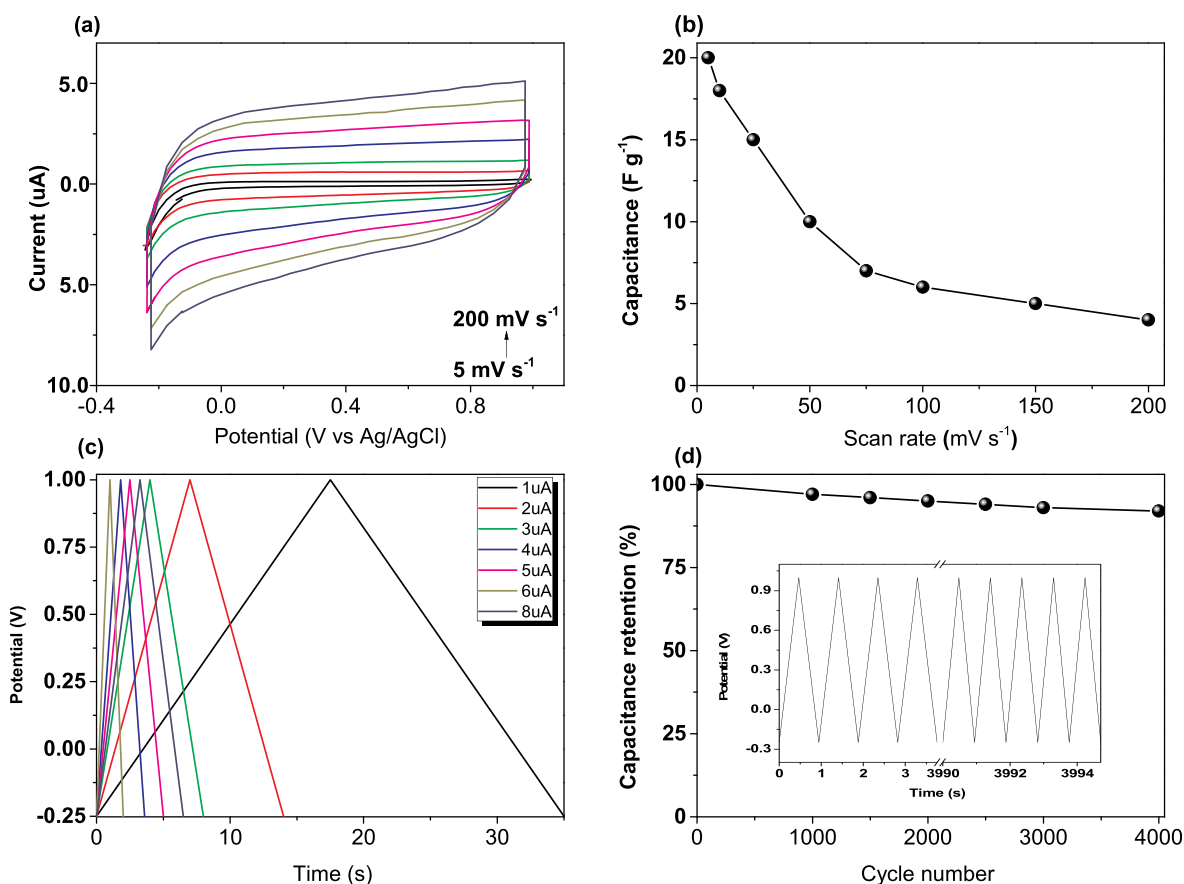 (a)
5.0
0.0
5.0
10.0
Current (uA)
-0.4
0.0
0.4
0.8
Potential (V vs Ag/AgCl)
200 mV s-1
5 mV s-1
(b)
20
15
10
5
0
Capacitance (F g-1)
0
50
100
150
200
Scan rate (mV s-1)
(c)
1.00
0.75
0.50
0.25
0.00
-0.25
Potential (V)
0
10
20
30
Time (s)
1uA
2uA
3uA
4uA
5uA
6uA
8uA
(d)
100
75
50
25
0
Capacitance retention (%)
0
1000
2000
3000
4000
Cycle number
0.9
0.6
0.3
0.0
-0.3
Potential (V)
0
1
2
3
3990
3992
3994
Time (s)